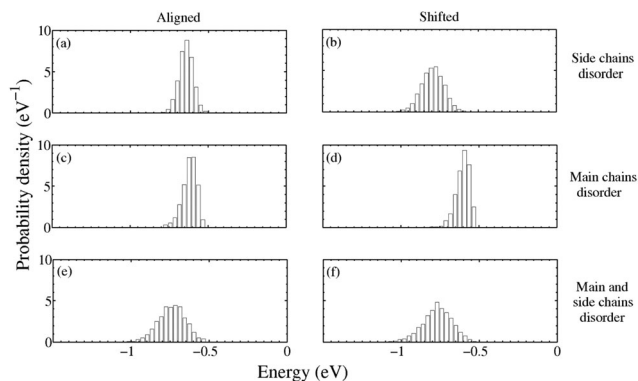 Aligned
Shifted
Probability density (eV⁻¹)
10
5
0
(a)
(b)
Side chains
disorder
10
5
0
(c)
(d)
Main chains
disorder
10
5
0
(e)
(f)
Main and
side chains
disorder
−1
−0.5
0
−1
−0.5
0
Energy (eV)